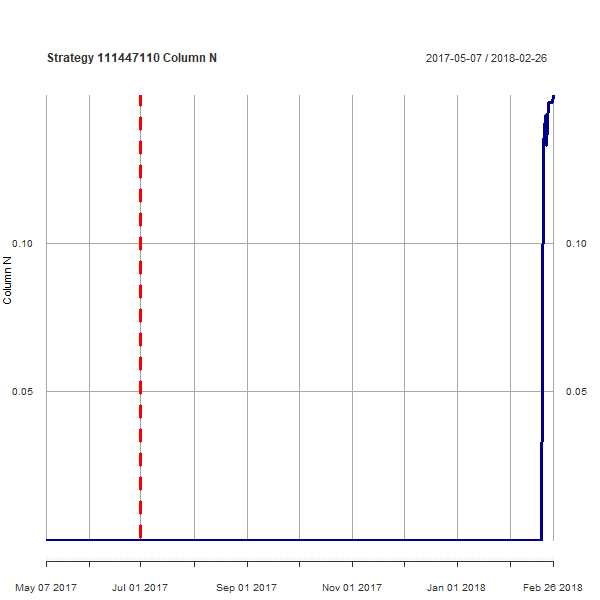 Strategy 111447110 Column N
2017-05-07 / 2018-02-26
0.10
0.10
Column N
0.05
0.05
May 07 2017
Jul 01 2017
Sep 01 2017
Nov 01 2017
Jan 01 2018
Feb 26 2018